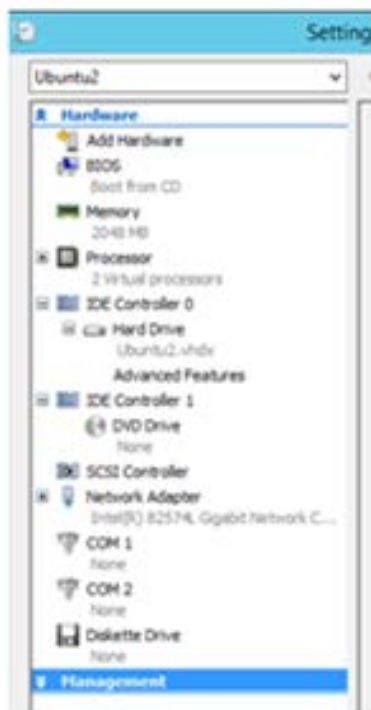 Setting
Ubuntu2
Hardware
Add Hardware
BIOS
Boot from CD
Memory
2048 MB
Processor
2 Virtual processors
IDE Controller 0
Hard Drive
Ubuntu2.vhdx
Advanced Features
IDE Controller 1
DVD Drive
None
SCSI Controller
Network Adapter
Intel(R) 82574L Gigabit Network C...
COM 1
None
COM 2
None
Diskette Drive
None
Management